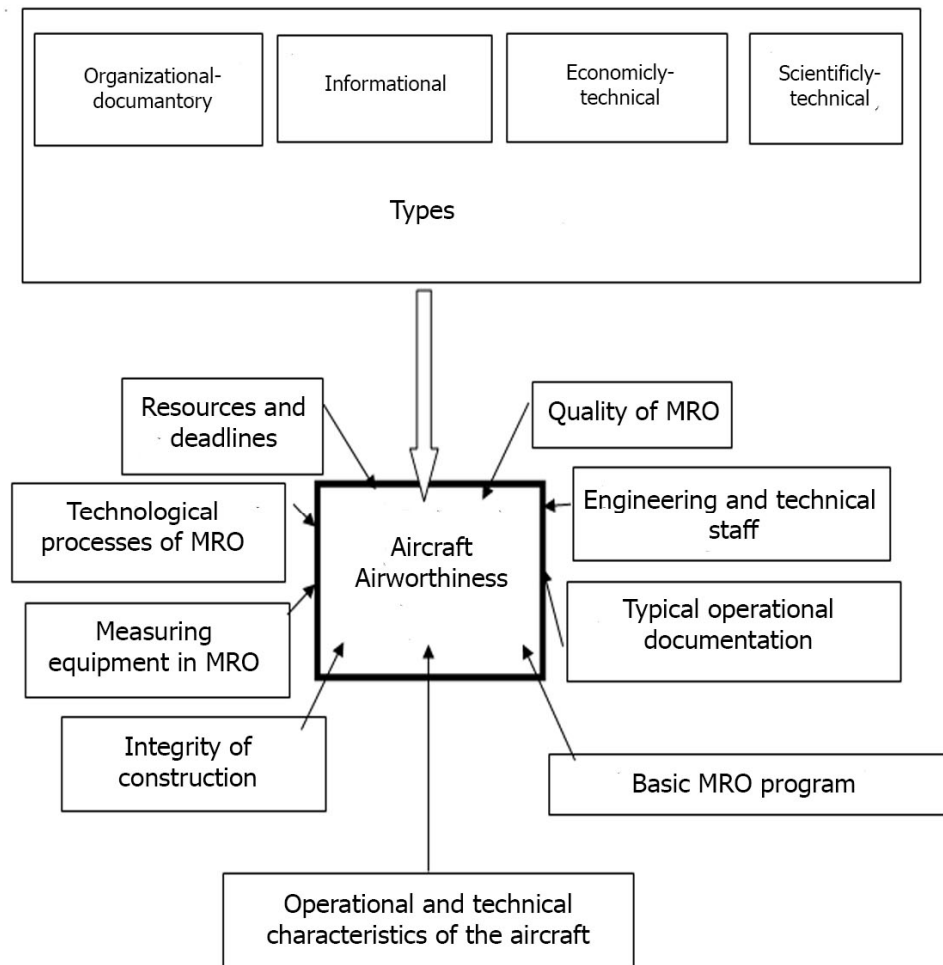 Organizational-
documantory
Informational
Economicly-
technical
Scientificly-
technical
Types
Resources and
deadlines
Quality of MRO
Technological
processes of MRO
Engineering and technical
staff
Aircraft
Airworthiness
Measuring
equipment in MRO
Typical operational
documentation
Integrity of
construction
Basic MRO program
Operational and technical
characteristics of the aircraft